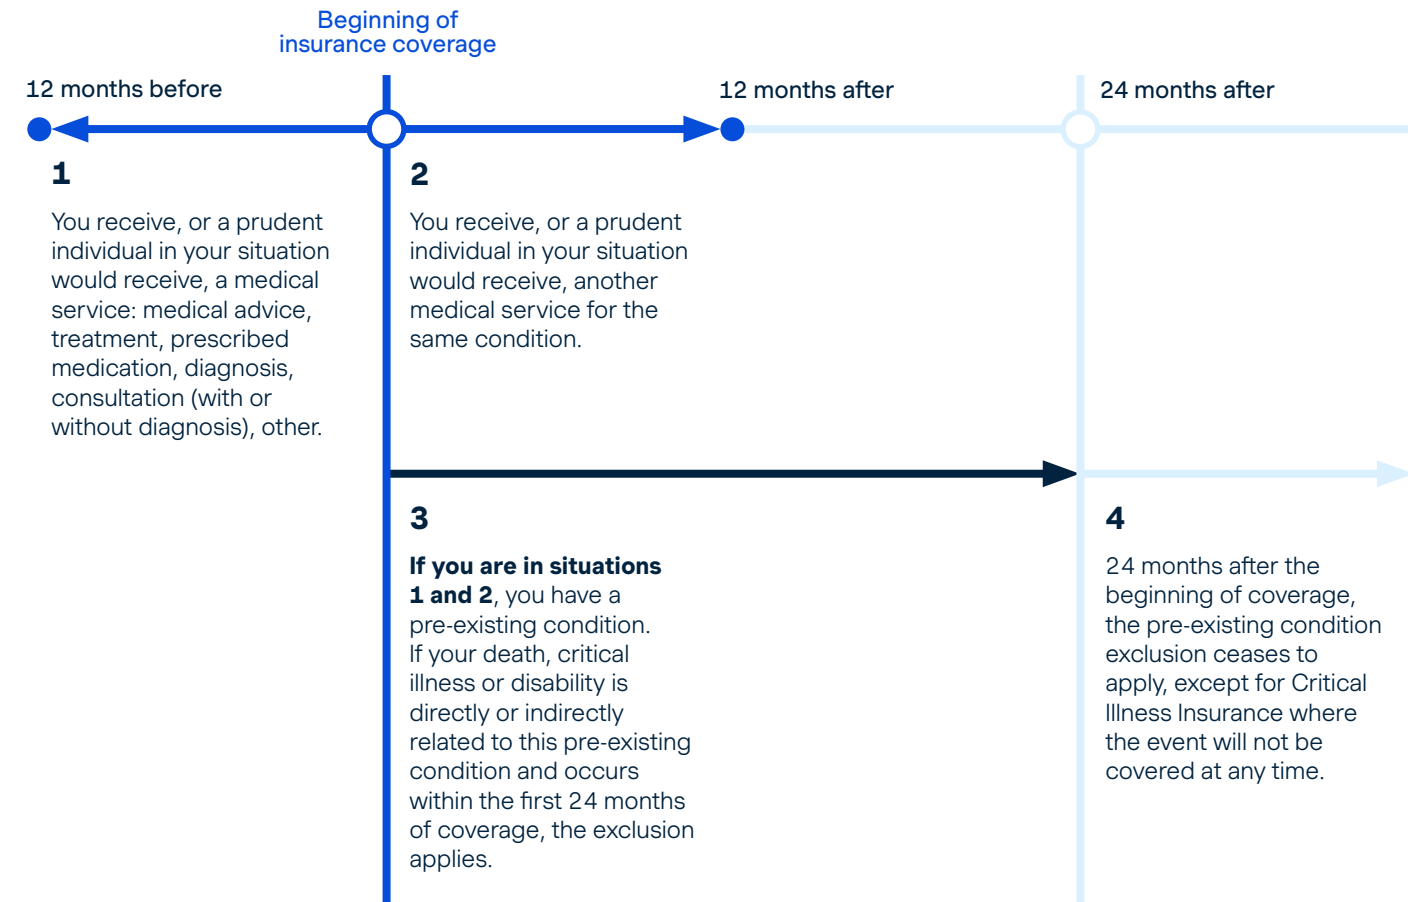 Beginning of
insurance coverage
12 months before
12 months after
24 months after
1
You receive, or a prudent
individual in your situation
would receive, a medical
service: medical advice,
treatment, prescribed
medication, diagnosis,
consultation (with or
without diagnosis), other.
2
You receive, or a prudent
individual in your situation
would receive, another
medical service for the
same condition.
3
If you are in situations
1 and 2, you have a
pre-existing condition.
If your death, critical
illness or disability is
directly or indirectly
related to this pre-existing
condition and occurs
within the first 24 months
of coverage, the exclusion
applies.
4
24 months after the
beginning of coverage,
the pre-existing condition
exclusion ceases to
apply, except for Critical
Illness Insurance where
the event will not be
covered at any time.